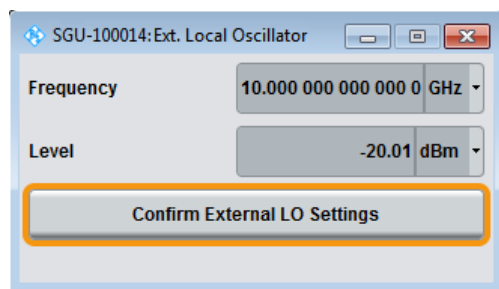 SGU-100014:Ext. Local Oscillator
Frequency 10.000 000 000 000 0 GHz
Level -20.01 dBm
Confirm External LO Settings